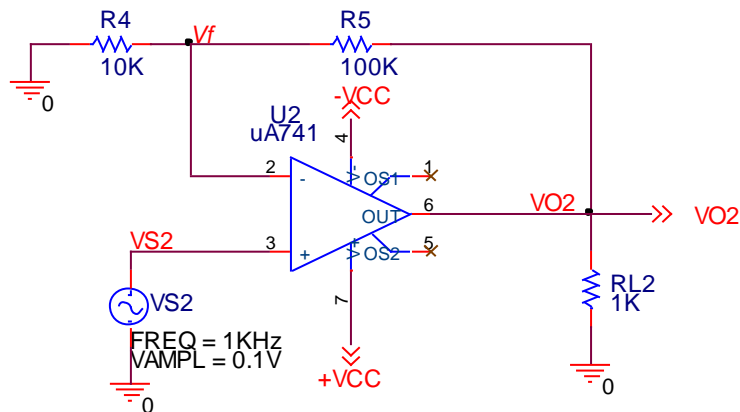 R4
Vf
R5
10K
100K
0
-VCC
U2
uA741
4
V-
2
-
OS1
1
OUT
6
VO2
VO2
VS2
3
+
V+
OS2
5
VS2
7
RL2
1K
FREQ = 1KHz
VAMPL = 0.1V
+VCC
0
0